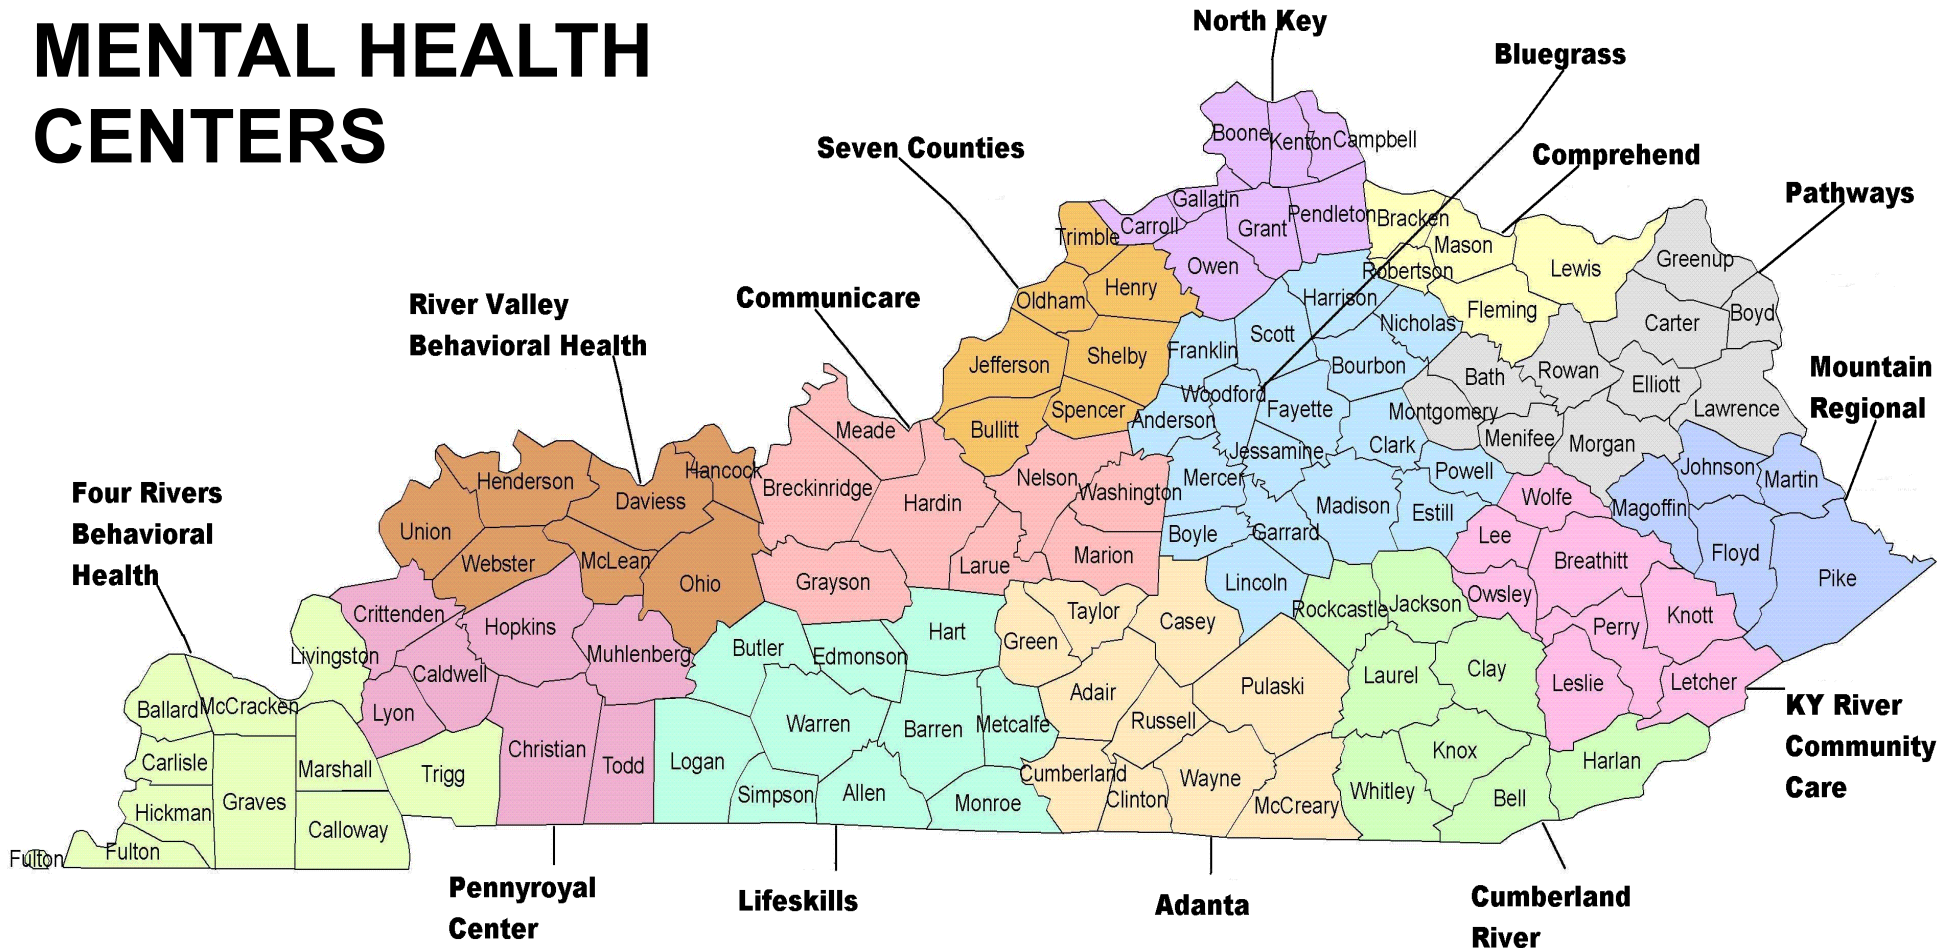 MENTAL HEALTH
CENTERS
North Key
Bluegrass
Seven Counties
Comprehend
Pathways
Communicare
River Valley
Behavioral Health
Mountain
Regional
Four Rivers
Behavioral
Health
KY River
Community
Care
Pennyroyal
Center
Lifeskills
Adanta
Cumberland
River
Boone
Kenton
Campbell
Gallatin
Carroll
Grant
Pendleton
Owen
Bracken
Mason
Robertson
Lewis
Fleming
Greenup
Carter
Boyd
Bath
Rowan
Elliott
Lawrence
Montgomery
Menifee
Morgan
Trimble
Henry
Oldham
Jefferson
Shelby
Spencer
Bullitt
Harrison
Nicholas
Scott
Franklin
Bourbon
Woodford
Fayette
Anderson
Clark
Jessamine
Powell
Mercer
Madison
Estill
Boyle
Garrard
Lincoln
Johnson
Martin
Magoffin
Floyd
Pike
Wolfe
Lee
Breathitt
Owsley
Knott
Perry
Leslie
Letcher
Meade
Breckinridge
Hardin
Nelson
Washington
Marion
Larue
Grayson
Hancock
Henderson
Daviess
Union
Webster
McLean
Ohio
Crittenden
Hopkins
Muhlenberg
Caldwell
Lyon
Christian
Todd
Livingston
Ballard
McCracken
Carlisle
Marshall
Trigg
Hickman
Graves
Calloway
Fulton
Fulton
Butler
Edmonson
Hart
Warren
Barren
Metcalfe
Logan
Simpson
Allen
Monroe
Taylor
Green
Casey
Adair
Russell
Pulaski
Cumberland
Clinton
Wayne
McCreary
Rockcastle
Jackson
Laurel
Clay
Knox
Whitley
Bell
Harlan